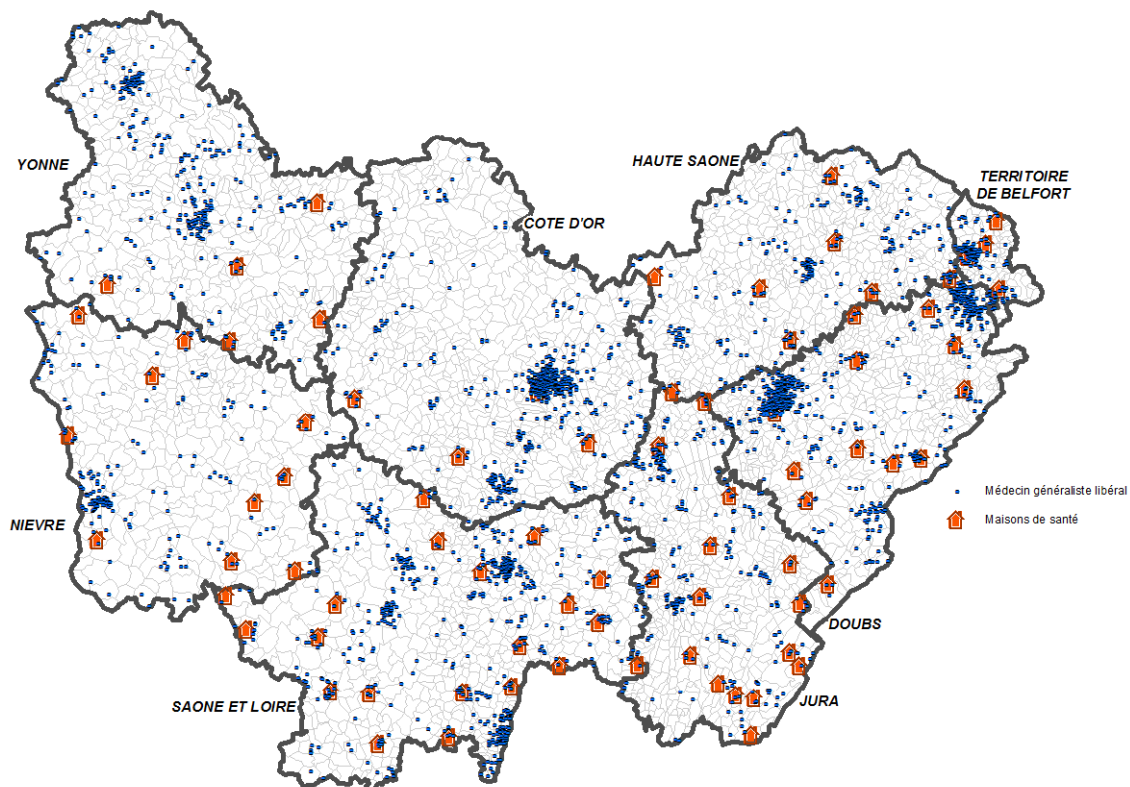 HAUTE SAONE
YONNE
TERRITOIRE
DE BELFORT
COTE D'OR
Médecin généraliste libéral
Maisons de santé
NIEVRE
DOUBS
SAONE ET LOIRE
JURA